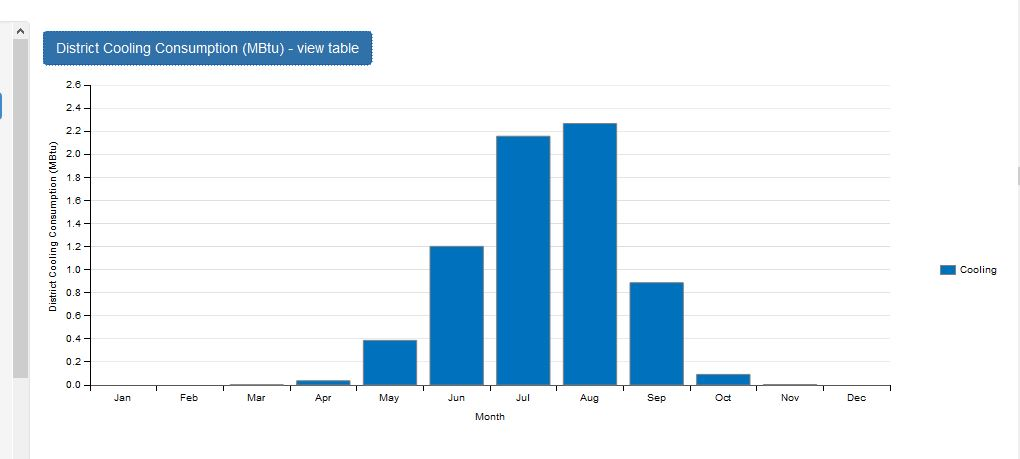 District Cooling Consumption (MBtu) - view table
District Cooling Consumption (MBtu)
2.6
2.4
2.2
2.0
1.8
1.6
1.4
1.2
1.0
0.8
0.6
0.4
0.2
0.0
Jan Feb Mar Apr May Jun Jul Aug Sep Oct Nov Dec
Month
Cooling